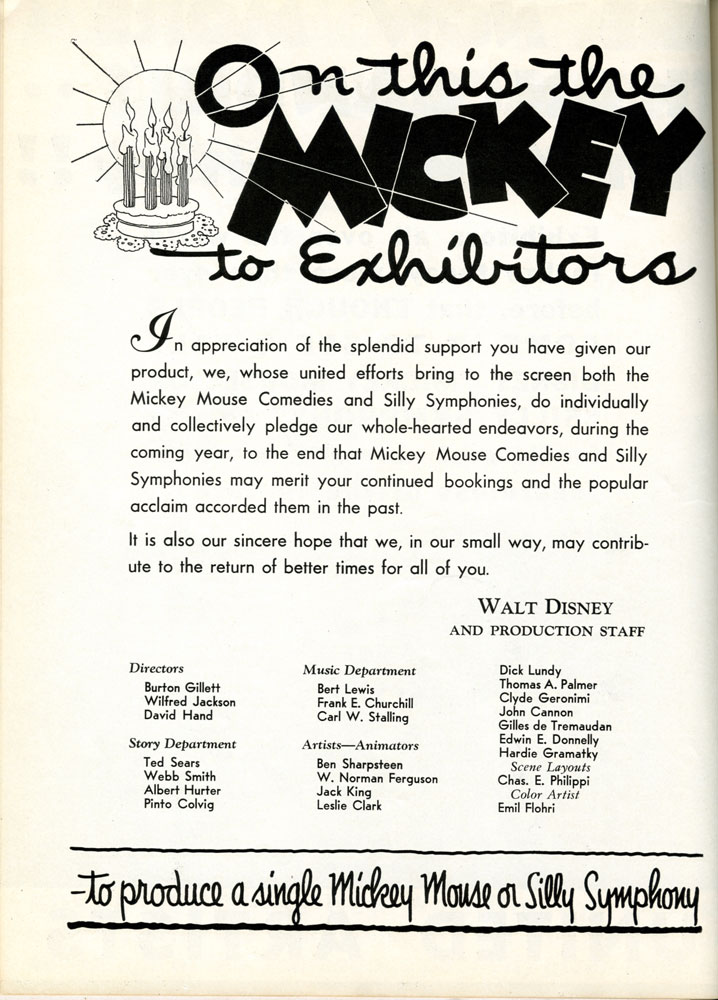 On this the
MICKEY
to Exhibitors
In appreciation of the splendid support you have given our
product, we, whose united efforts bring to the screen both the
Mickey Mouse Comedies and Silly Symphonies, do individually
and collectively pledge our whole-hearted endeavors, during the
coming year, to the end that Mickey Mouse Comedies and Silly
Symphonies may merit your continued bookings and the popular
acclaim accorded them in the past.
It is also our sincere hope that we, in our small way, may contrib-
ute to the return of better times for all of you.
WALT DISNEY
AND PRODUCTION STAFF
Directors
Burton Gillett
Wilfred Jackson
David Hand
Story Department
Ted Sears
Webb Smith
Albert Hurter
Pinto Colvig
Music Department
Bert Lewis
Frank E. Churchill
Carl W. Stalling
Artists—Animators
Ben Sharpsteen
W. Norman Ferguson
Jack King
Leslie Clark
Dick Lundy
Thomas A. Palmer
Clyde Geronimi
John Cannon
Gilles de Tremaudan
Edwin E. Donnelly
Hardie Gramatky
Scene Layouts
Chas. E. Philippi
Color Artist
Emil Flohri
-to produce a single Mickey Mouse or Silly Symphony